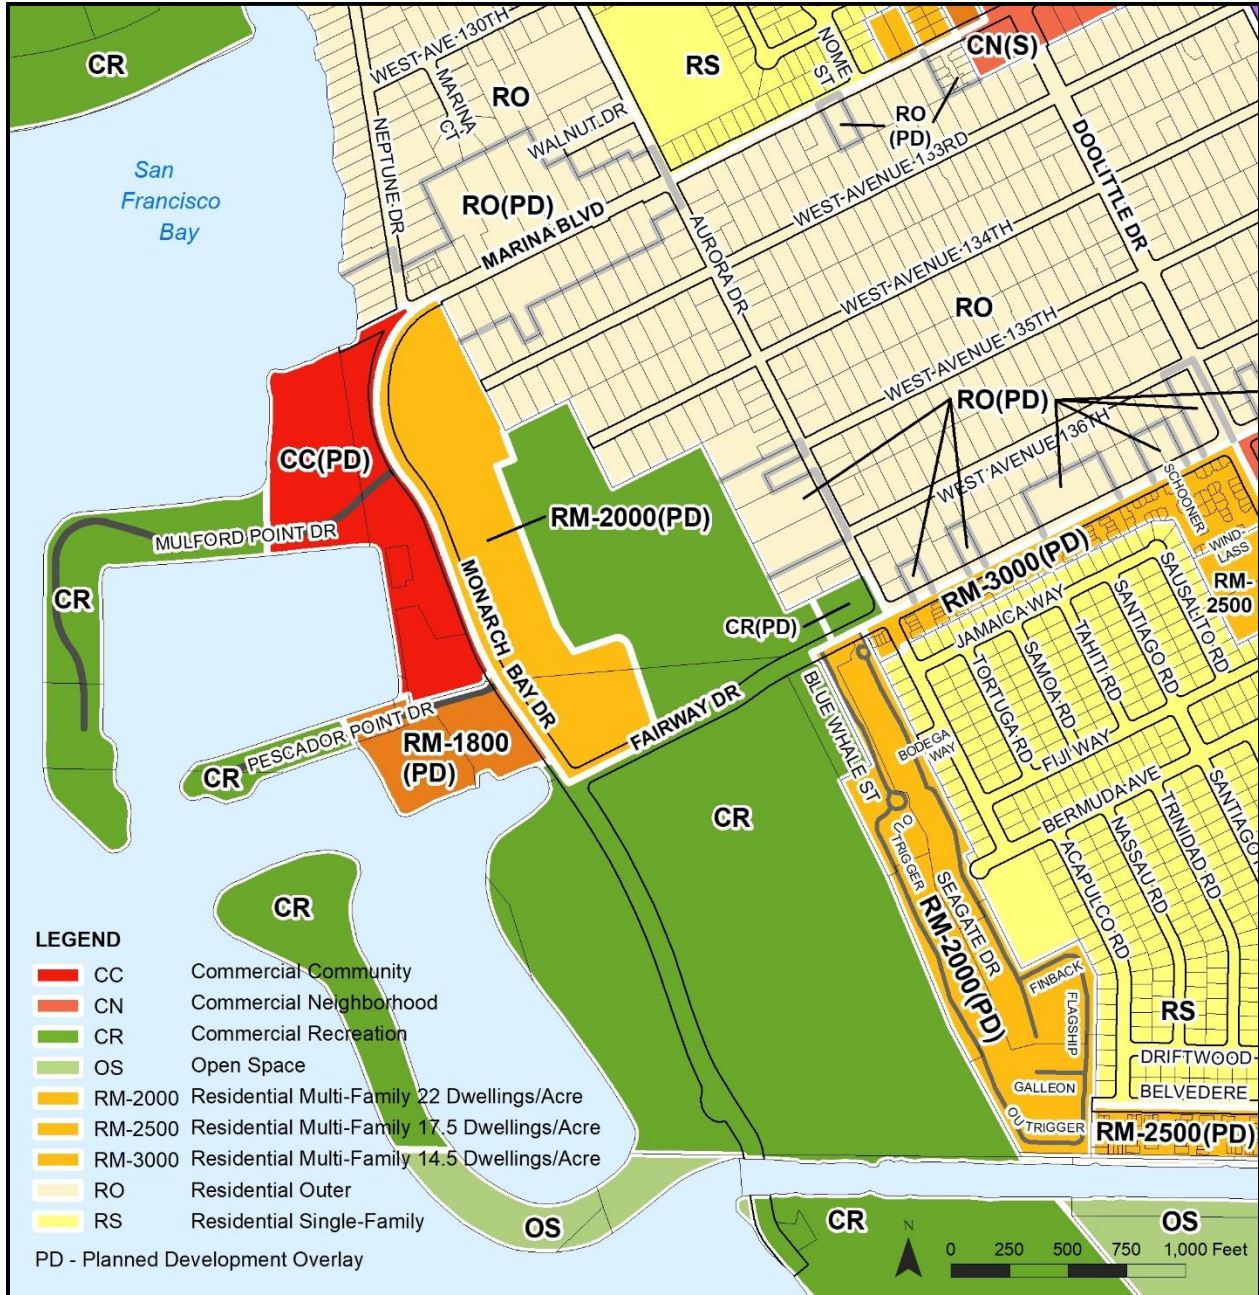 CR
WEST AVE 130TH
MARINA CT
NEPTUNE DR
RO
WALNUT DR
RO(PD)
MARINA BLVD
RS
NOME ST
CN(S)
RO
(PD)
WEST-AVENUE-133RD
DOOLITTLE DR
AURORA DR
WEST-AVENUE-134TH
RO
WEST-AVENUE-135TH
RO(PD)
WEST AVENUE 136TH
San
Francisco
Bay
CC(PD)
MULFORD POINT DR
CR
RM-2000(PD)
MONARCH BAY DR
CR(PD)
FAIRWAY DR
PESCADOR POINT DR
CR
RM-1800
(PD)
RM-3000(PD)
SCHOONER
WIND-
LASS
RM-
2500
JAMAICA WAY
SAUSALITO RD
SANTIAGO RD
TAHITI RD
SAMOA RD
TORTUGA RD
FIJI WAY
BERMUDA AVE
BLUE WHALE ST
BODEGA
WAY
OUTRIGGER
SEAGATE DR
RM-2000(PD)
ACAPULCO RD
NASSAU RD
TRINIDAD RD
SANTIAGO
CR
CR
FINBACK
FLAGSHIP
GALLEON
OUTRIGGER
RS
DRIFTWOOD
BELVEDERE
RM-2500(PD)
LEGEND
CC Commercial Community
CN Commercial Neighborhood
CR Commercial Recreation
OS Open Space
RM-2000 Residential Multi-Family 22 Dwellings/Acre
RM-2500 Residential Multi-Family 17.5 Dwellings/Acre
RM-3000 Residential Multi-Family 14.5 Dwellings/Acre
RO Residential Outer
RS Residential Single-Family
PD - Planned Development Overlay
OS
CR
OS
N
0 250 500 750 1,000 Feet